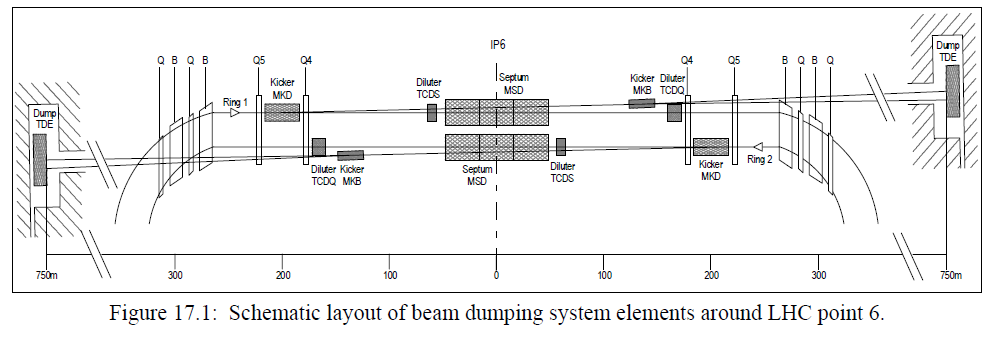 IP6
Dump
TDE
Q B Q B
Q5
Q4
Ring 1
Kicker
MKD
Diluter
TCDS
Septum
MSD
Kicker
MKB
Diluter
TCDQ
Q4
Q5
B Q B Q
Dump
TDE
Dump
TDE
Diluter
TCDQ
Kicker
MKB
Septum
MSD
Diluter
TCDS
Kicker
MKD
Ring 2
750m 300 200 100 0 100 200 300 750m
Figure 17.1: Schematic layout of beam dumping system elements around LHC point 6.